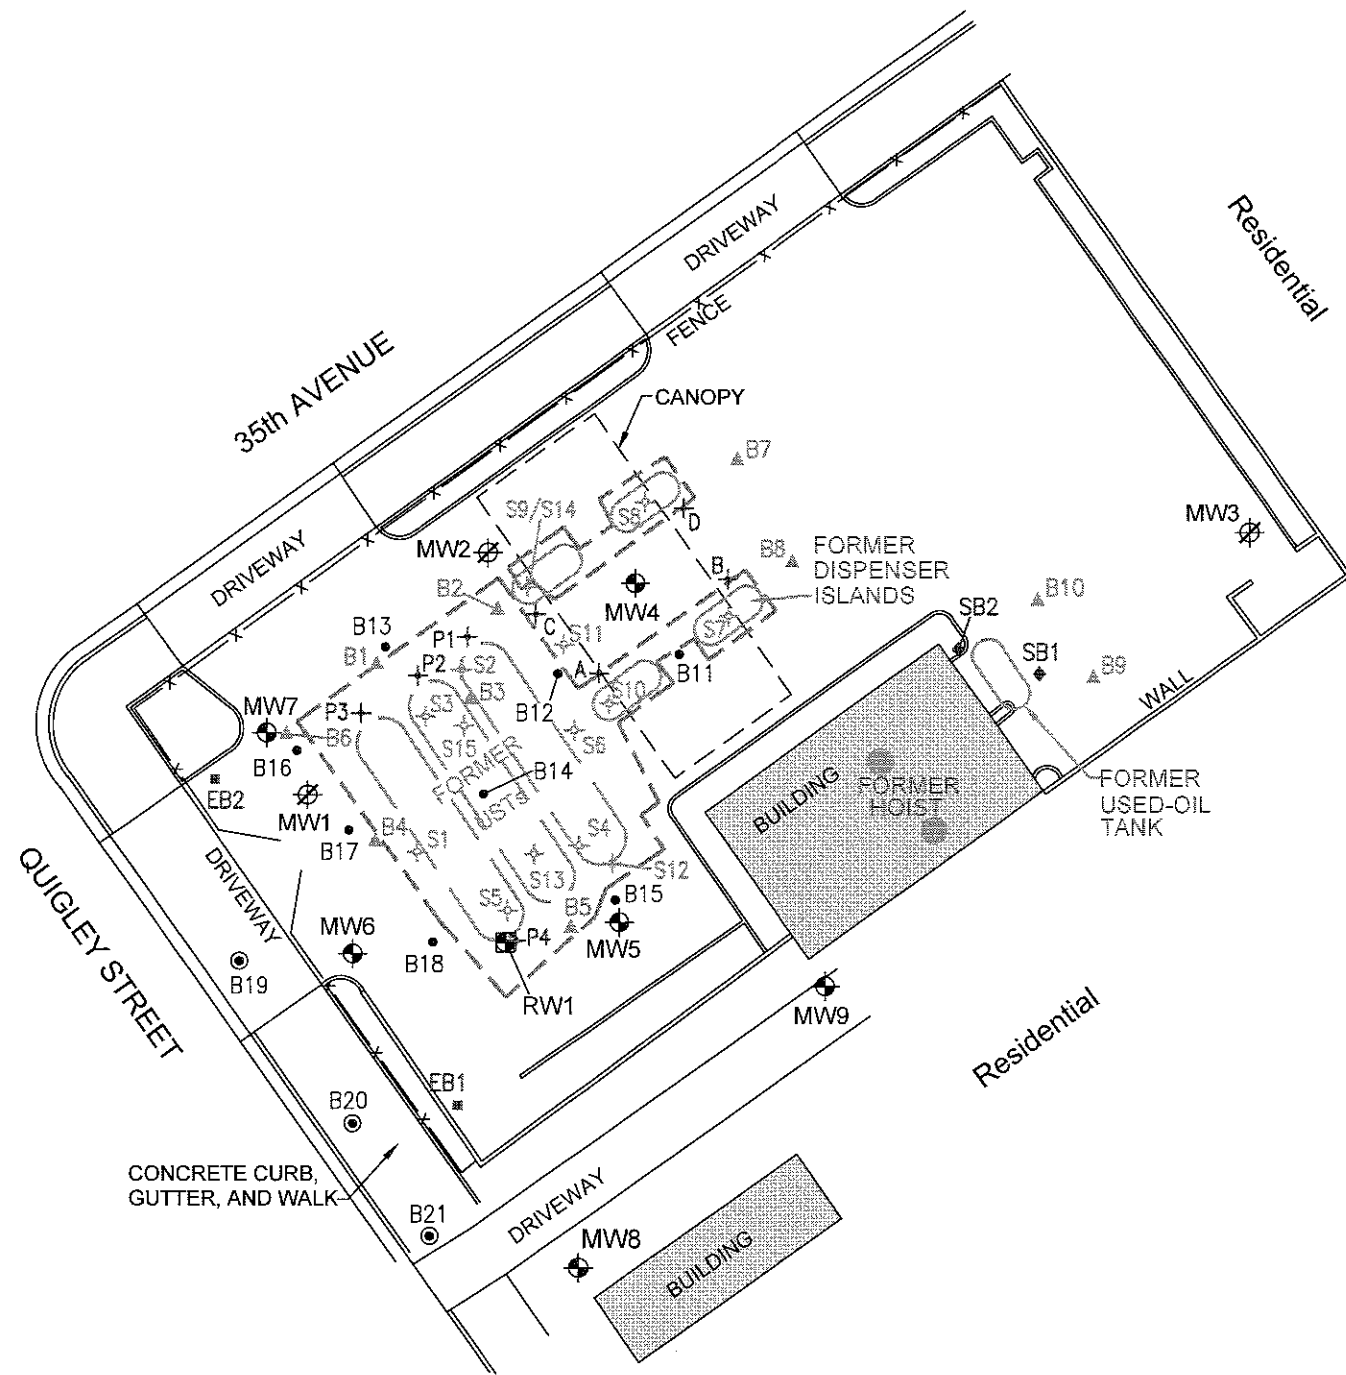 DRIVEWAY
Residential
FENCE
35th AVENUE
CANOPY
B7
S9/S14
S8
D
MW3
MW2
DRIVEWAY
B8
FORMER
DISPENSER
ISLANDS
B
B2
MW4
B10
SB2
C
S11
S7
B13
P1
B1
P2
S2
A
B11
SB1
B9
WALL
B12
B3
S3
S10
P3
MW7
B6
S15
S6
B16
FORMER
USTs
B14
EB2
MW1
BUILDING
FORMER
HOIST
FORMER
USED-OIL
TANK
B17
B4
S1
S4
S12
S13
DRIVEWAY
QUIGLEY STREET
S5
B15
B5
MW6
MW5
P4
B18
B19
RW1
MW9
Residential
EB1
B20
CONCRETE CURB,
GUTTER, AND WALK
B21
DRIVEWAY
MW8
BUILDING